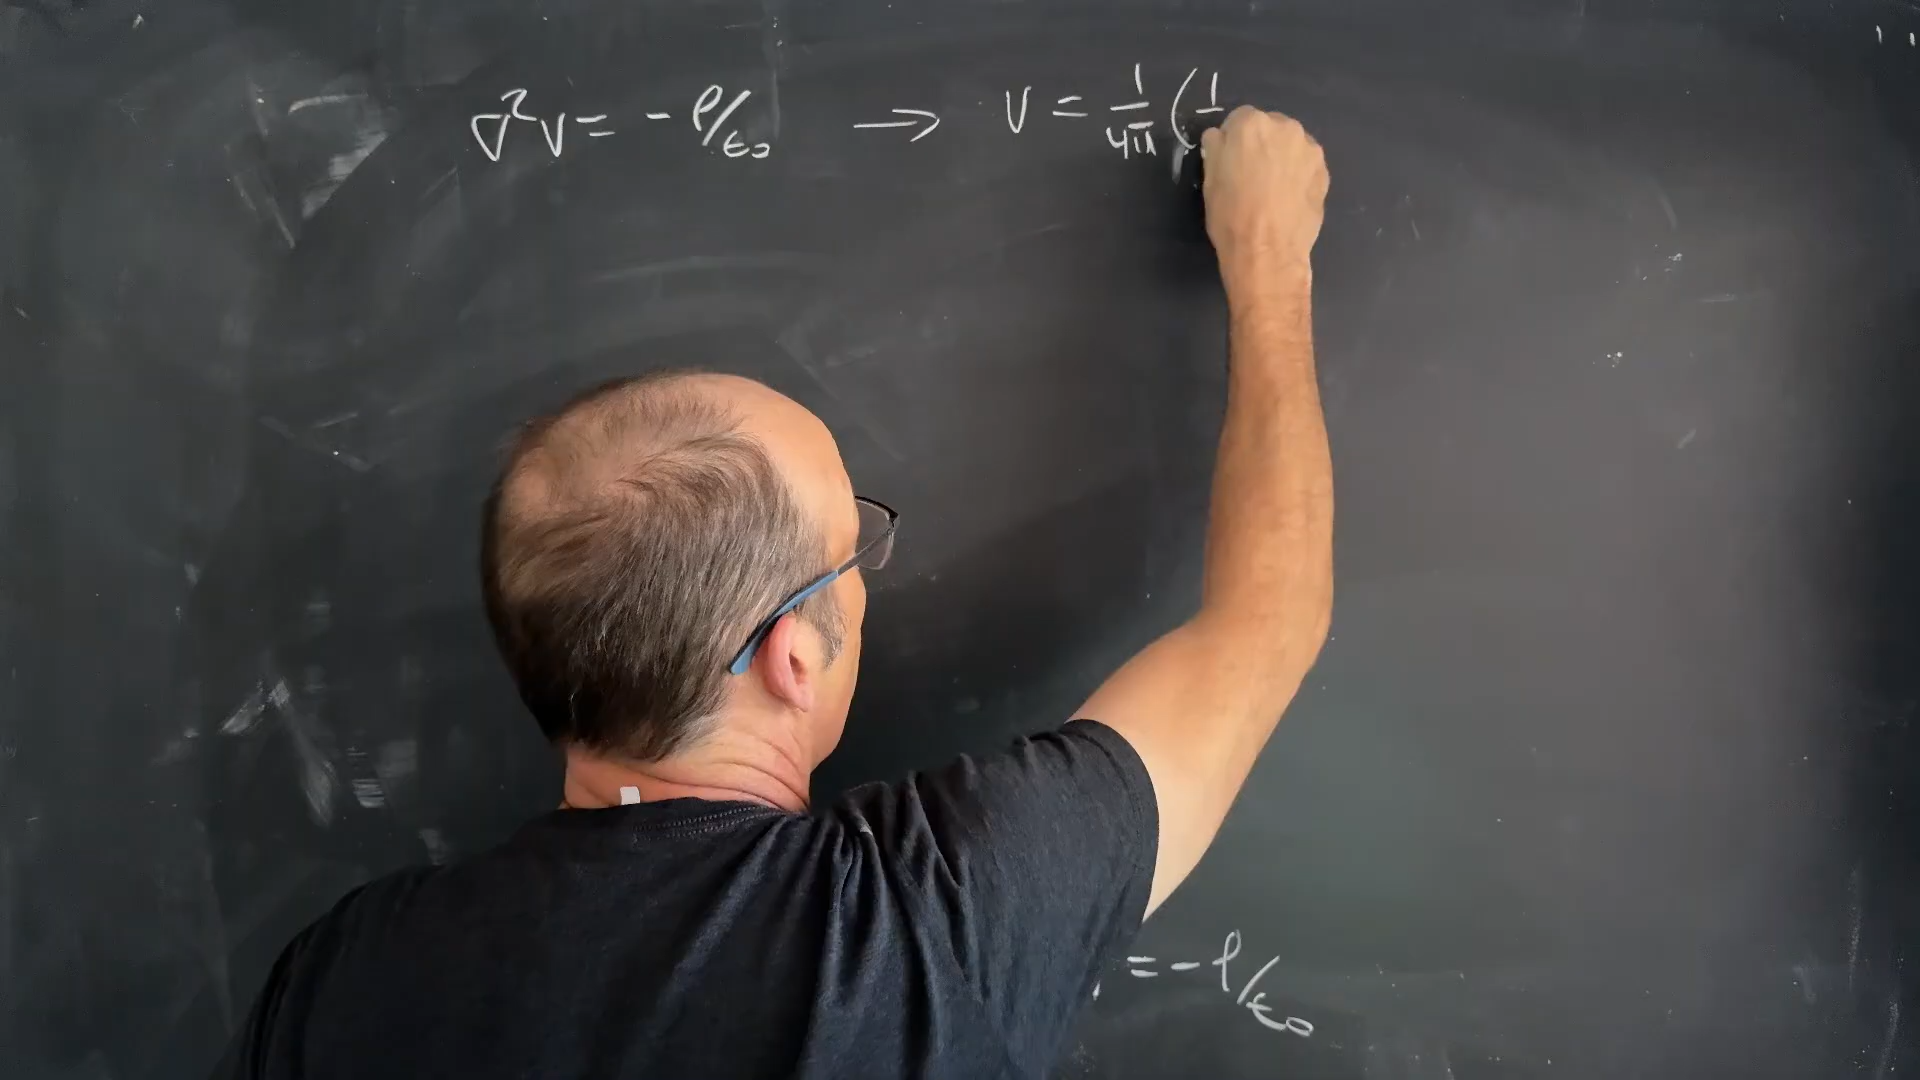 ∇²V = - ρ/ε₀ → V = 1/4π (1/
= - ρ/ε₀